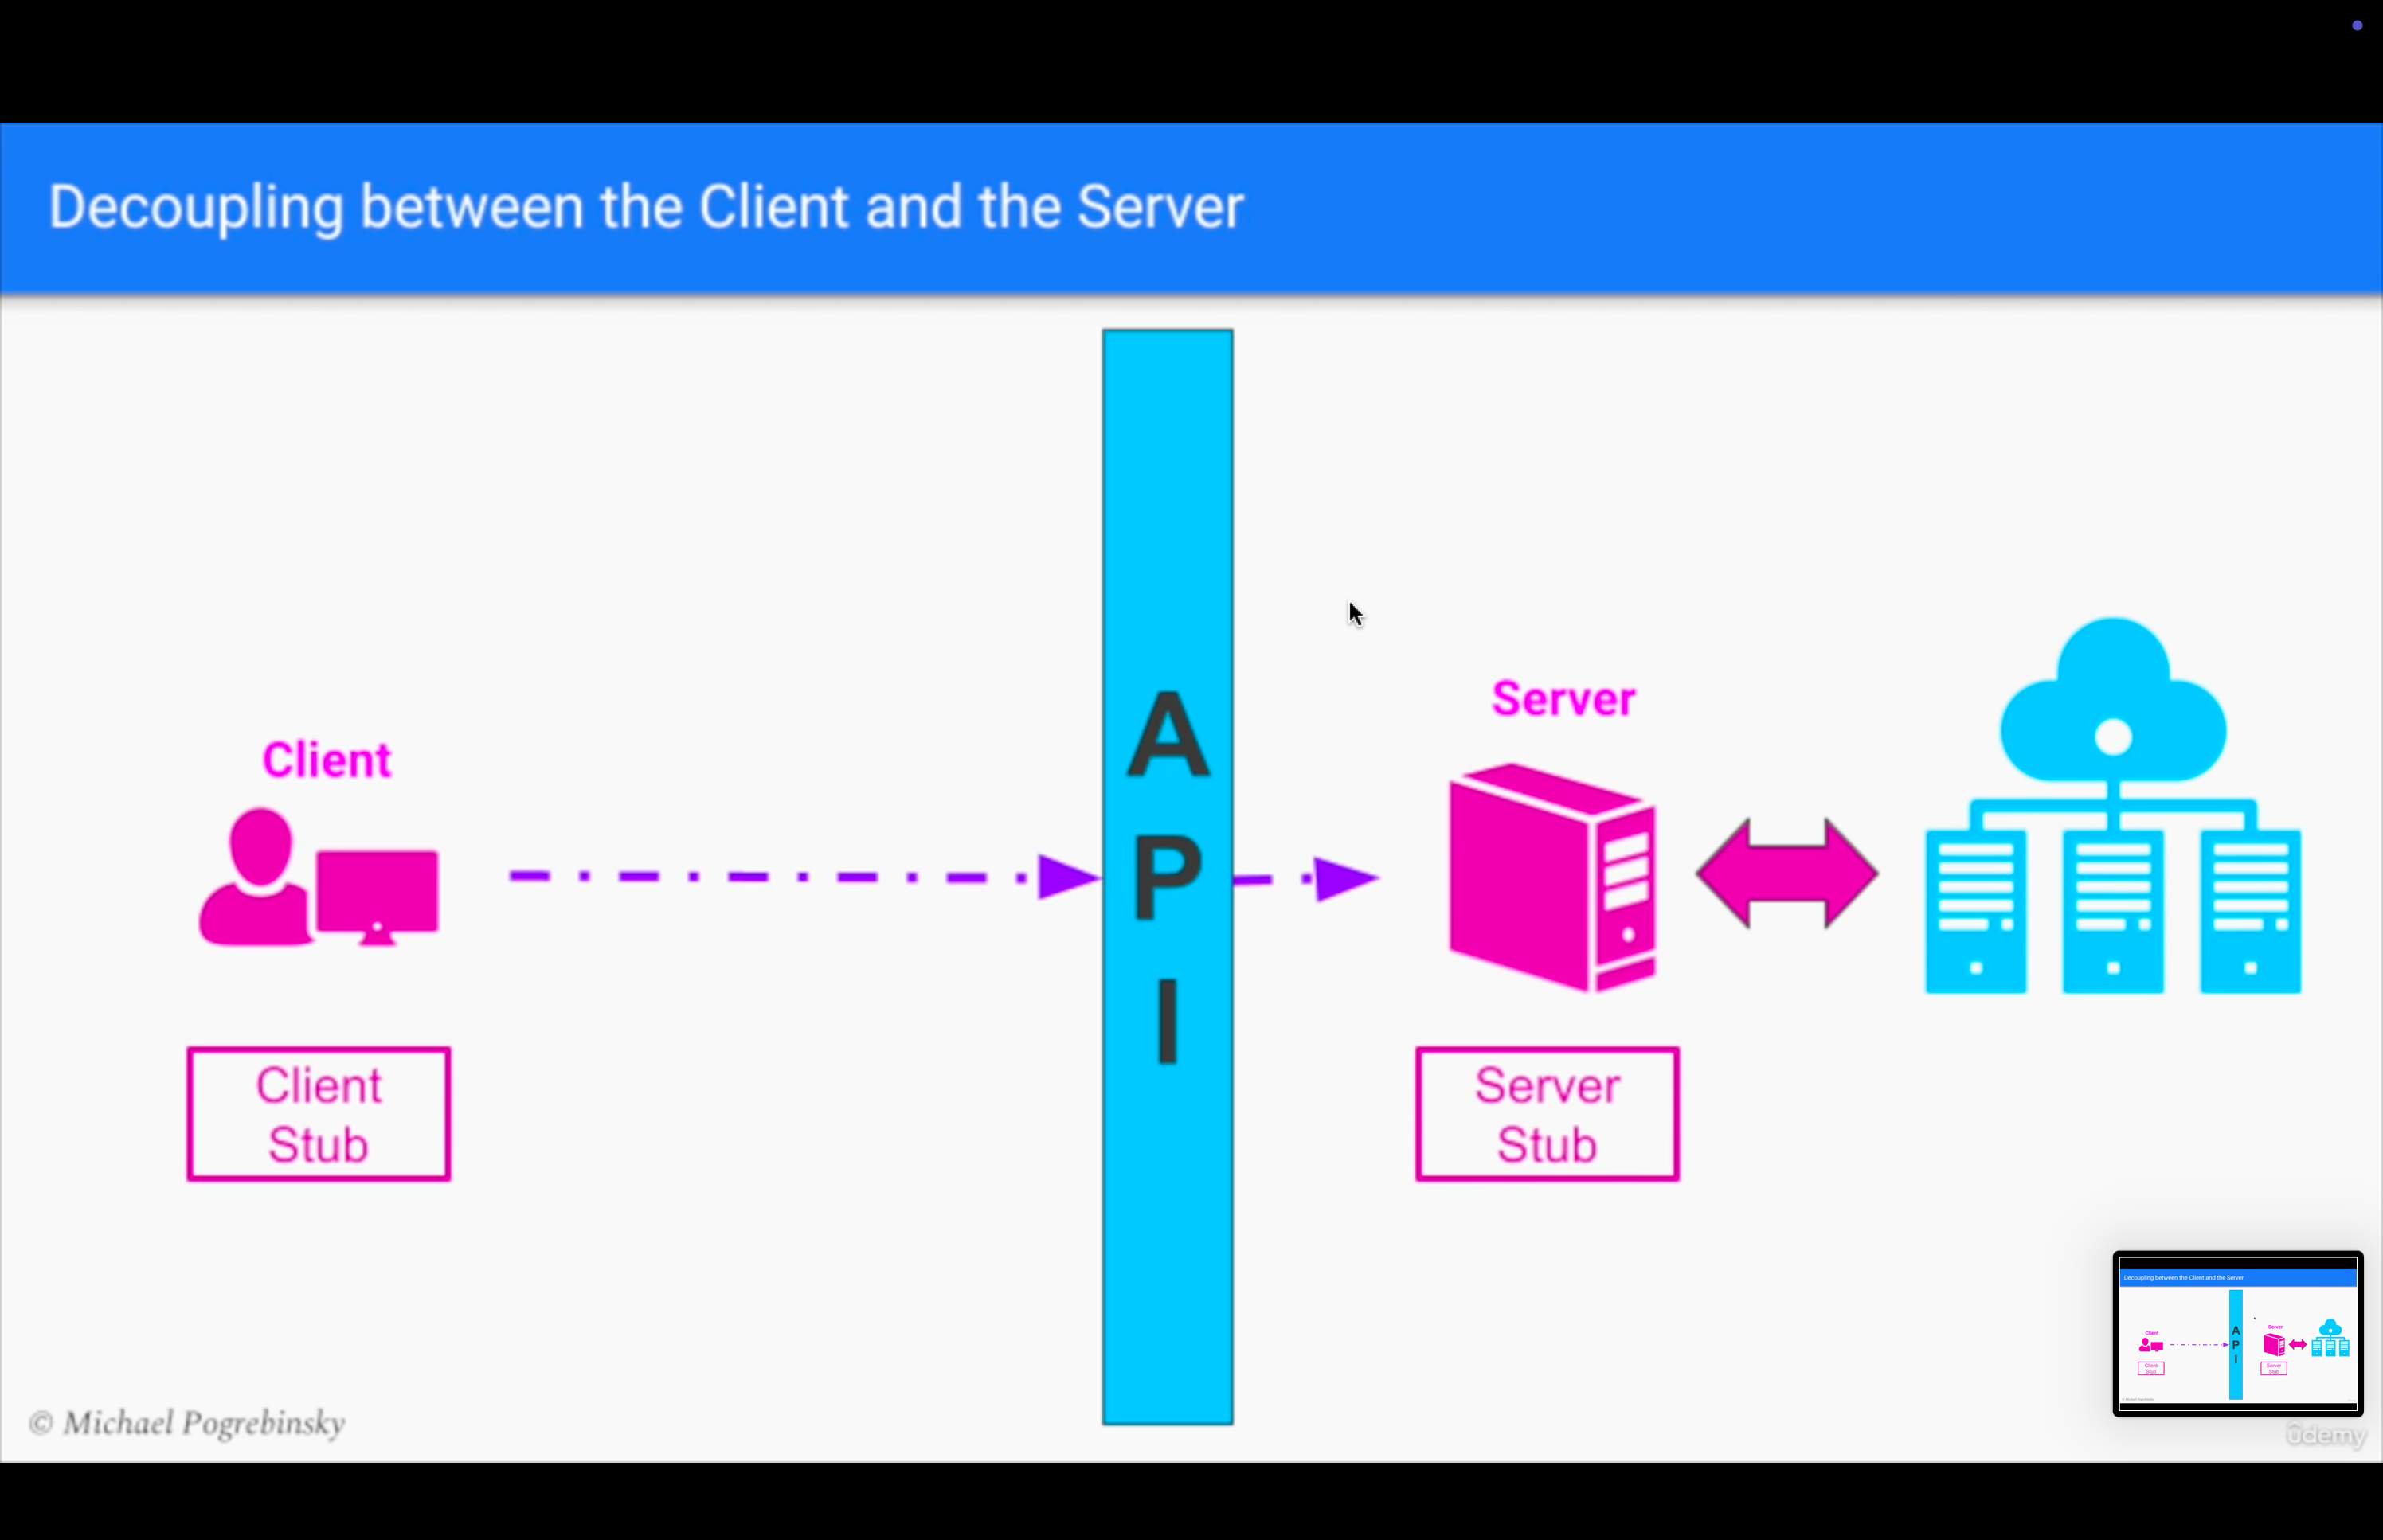 Decoupling between the Client and the Server
A
P
I
Client
Server
Client
Stub
Server
Stub
© Michael Pogrebinsky
Decoupling between the Client and the Server
A
P
I
Client
Server
Client
Stub
Server
Stub
ûdemy